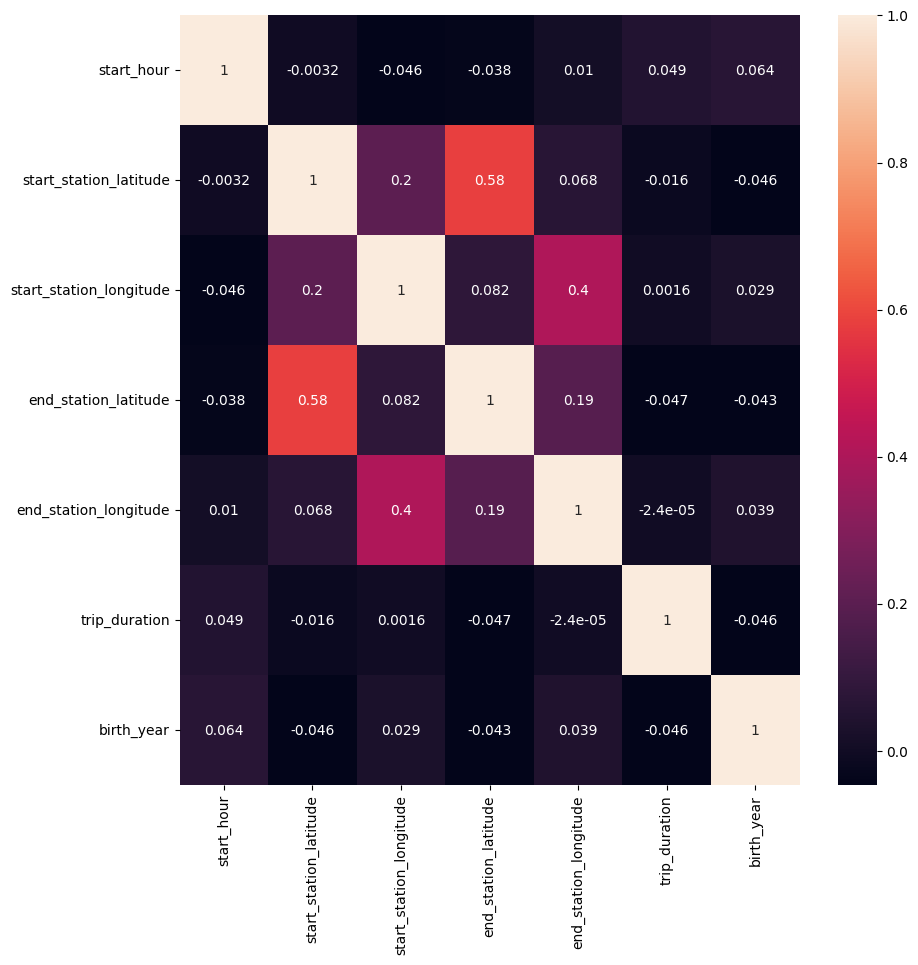 1.0
start_hour 1 -0.0032 -0.046 -0.038 0.01 0.049 0.064
0.8
start_station_latitude -0.0032 1 0.2 0.58 0.068 -0.016 -0.046
start_station_longitude -0.046 0.2 1 0.082 0.4 0.0016 0.029
0.6
end_station_latitude -0.038 0.58 0.082 1 0.19 -0.047 -0.043
0.4
end_station_longitude 0.01 0.068 0.4 0.19 1 -2.4e-05 0.039
0.2
trip_duration 0.049 -0.016 0.0016 -0.047 -2.4e-05 1 -0.046
birth_year 0.064 -0.046 0.029 -0.043 0.039 -0.046 1
0.0
start_hour
start_station_latitude
start_station_longitude
end_station_latitude
end_station_longitude
trip_duration
birth_year